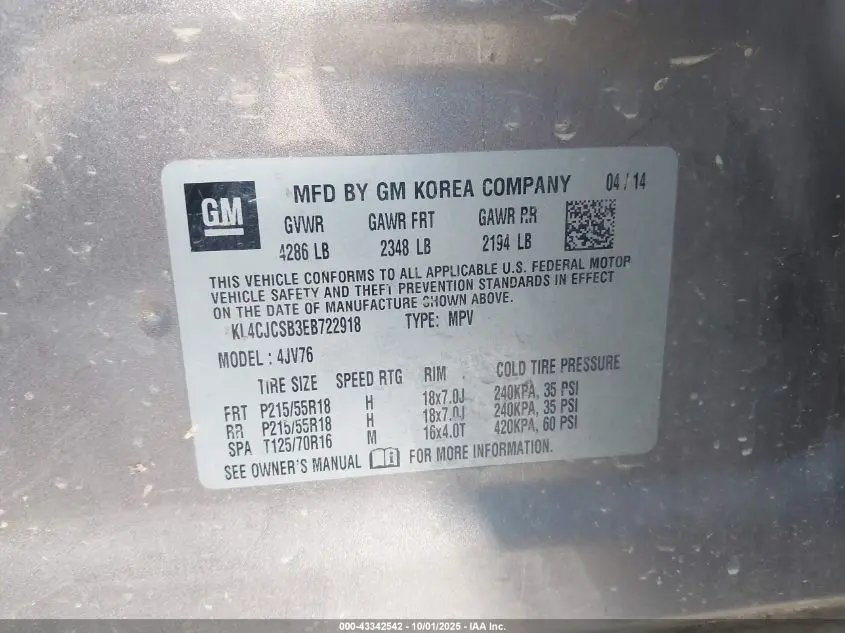 GM
MFD BY GM KOREA COMPANY 04 / 14
GVWR GAWR FRT GAWR RR
4286 LB 2348 LB 2194 LB
THIS VEHICLE CONFORMS TO ALL APPLICABLE U.S. FEDERAL MOTOR
VEHICLE SAFETY AND THEFT PREVENTION STANDARDS IN EFFECT
ON THE DATE OF MANUFACTURE SHOWN ABOVE.
KL4CJCSB3EB722918 TYPE: MPV
MODEL : 4JV76
TIRE SIZE SPEED RTG RIM COLD TIRE PRESSURE
FRT P215/55R18 H 18x7.0J 240KPA, 35 PSI
RR P215/55R18 H 18x7.0J 240KPA, 35 PSI
SPA T125/70R16 M 16x4.0T 420KPA, 60 PSI
SEE OWNER'S MANUAL i FOR MORE INFORMATION.
000-43342542 - 10/01/2025 - IAA Inc.